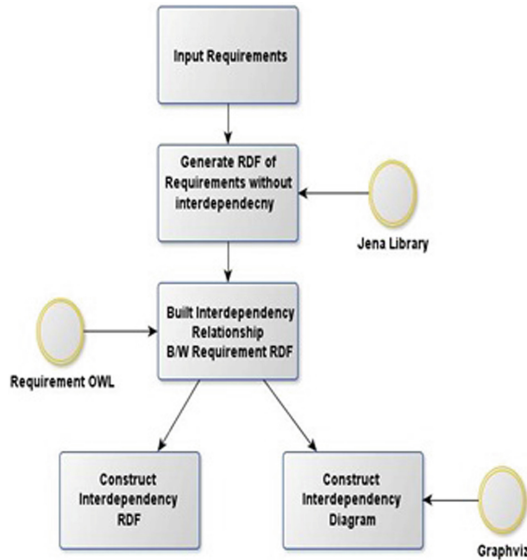 Input Requirements
Generate RDF of
Requirements without
interdependecny
Jena Library
Built Interdependency
Relationship
B/W Requirement RDF
Requirement OWL
Construct
Interdependency
RDF
Construct
Interdependency
Diagram
Graphviz